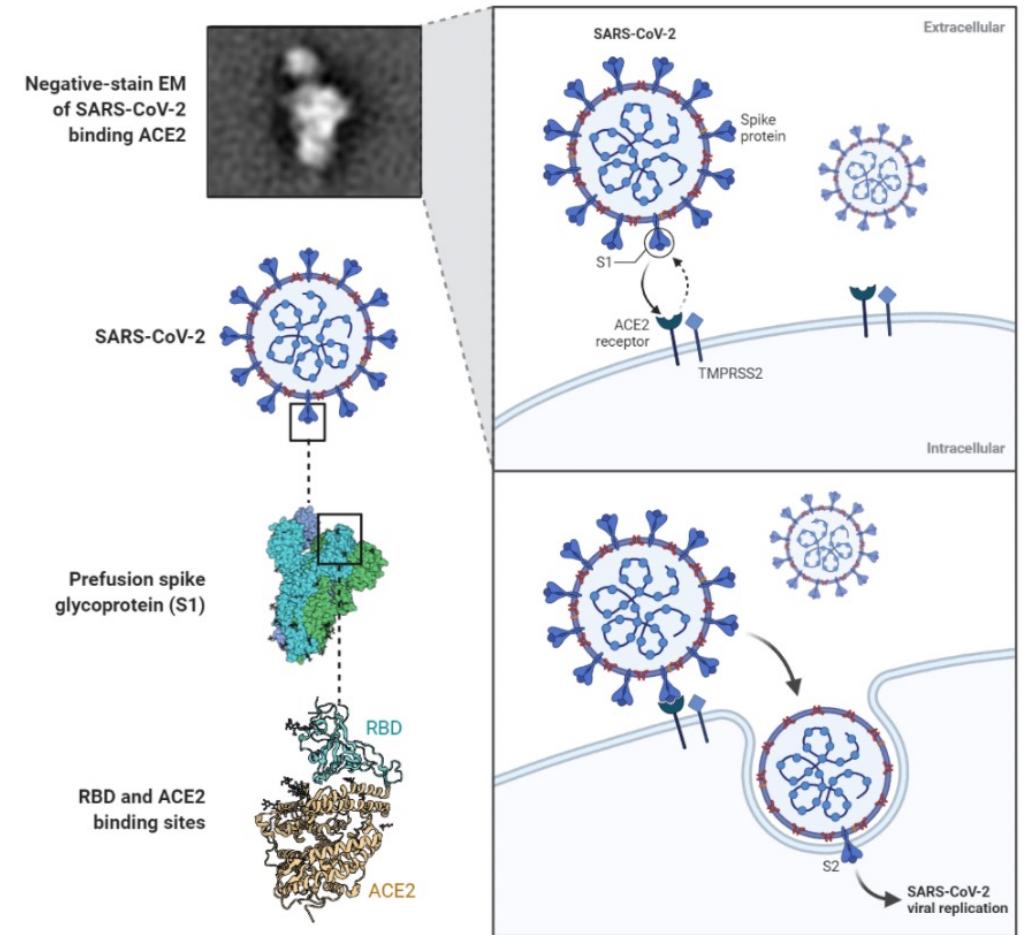 Negative-stain EM
of SARS-CoV-2
binding ACE2
SARS-CoV-2
Prefusion spike
glycoprotein (S1)
RBD
RBD and ACE2
binding sites
ACE2
SARS-CoV-2
Extracellular
Spike
protein
S1
ACE2
receptor
TMPRSS2
Intracellular
S2
SARS-CoV-2
viral replication